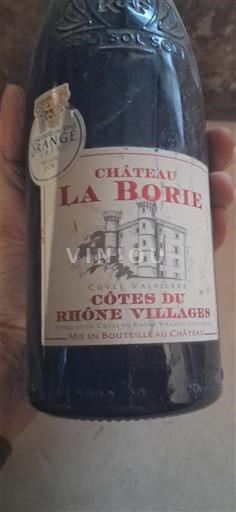 ORANGE
CHÂTEAU
LA BORIE
CUVÉE VALPIERRE
CÔTES DU
RHÔNE VILLAGES
APPELLATION CÔTES DU RHÔNE VILLAGES CONTRÔLÉE
MIS EN BOUTEILLE AU CHÂTEAU